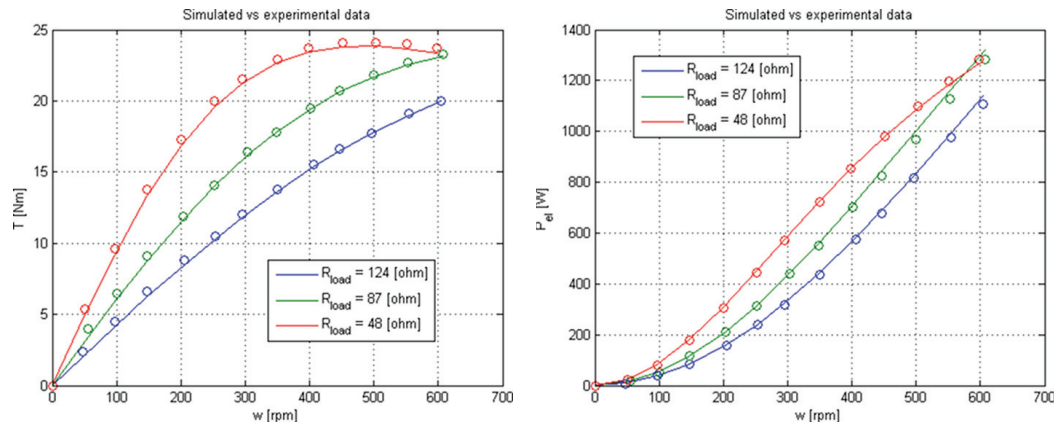 Simulated vs experimental data
25
20
15
10
5
0
T [Nm]
R_load = 124 [ohm]
R_load = 87 [ohm]
R_load = 48 [ohm]
0 100 200 300 400 500 600 700
w [rpm]
Simulated vs experimental data
1400
1200
1000
800
600
400
200
0
P_el [W]
R_load = 124 [ohm]
R_load = 87 [ohm]
R_load = 48 [ohm]
0 100 200 300 400 500 600 700
w [rpm]